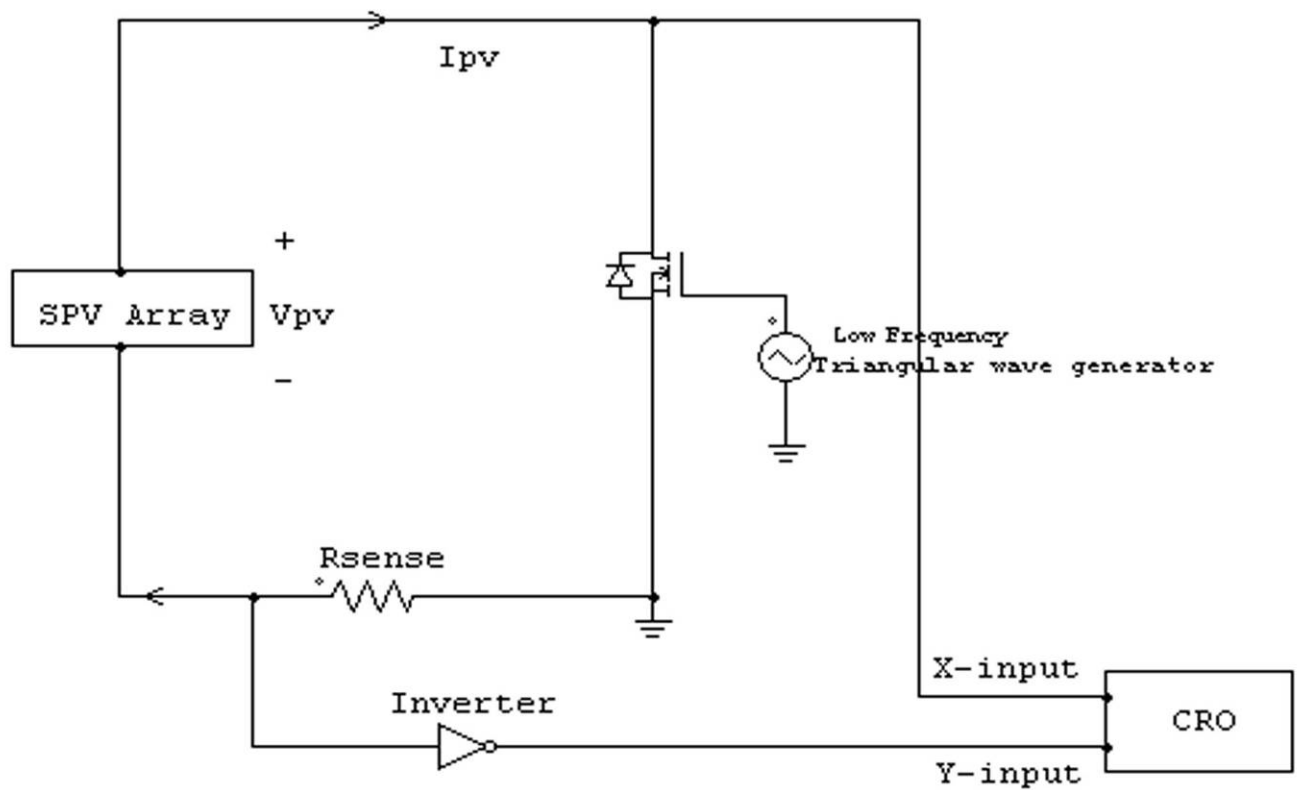 Ipv
+
SPV Array
Vpv
−
Low Frequency
Triangular wave generator
Rsense
Inverter
X-input
CRO
Y-input